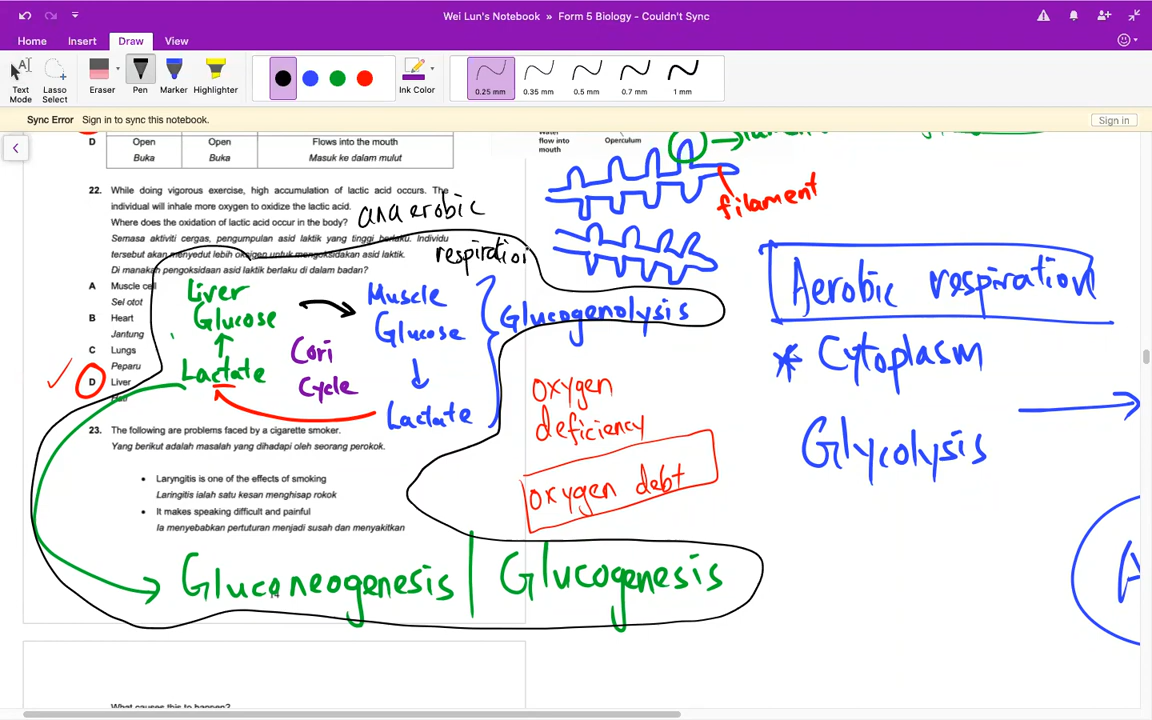 Wei Lun's Notebook » Form 5 Biology - Couldn't Sync
Home Insert Draw View
Text Mode
Lasso Select
Eraser
Pen
Marker
Highlighter
Ink Color
0.25 mm
0.35 mm
0.5 mm
0.7 mm
1 mm
Sync Error Sign in to sync this notebook.
Sign in
D Open Open Flows into the mouth
Buka Buka Masuk ke dalam mulut
Water flow into mouth
Operculum
filament
22. While doing vigorous exercise, high accumulation of lactic acid occurs. The
individual will inhale more oxygen to oxidize the lactic acid.
Where does the oxidation of lactic acid occur in the body?
Semasa aktiviti cergas, pengumpulan asid laktik yang tinggi berlaku. Individu
tersebut akan menyedut lebih oksigen untuk mengoksidakan asid laktik.
Di manakah pengoksidaan asid laktik berlaku di dalam badan?
A Muscle cell
Sel otot
B Heart
Jantung
C Lungs
Peparu
D Liver
Hati
anaerobic
respiration
Liver
Glucose
Lactate
Cori
Cycle
Muscle
Glucose
Lactate
Glucogenolysis
oxygen
deficiency
oxygen debt
Aerobic respiration
* Cytoplasm
Glycolysis
A
23. The following are problems faced by a cigarette smoker.
Yang berikut adalah masalah yang dihadapi oleh seorang perokok.
• Laryngitis is one of the effects of smoking
Laringitis ialah satu kesan menghisap rokok
• It makes speaking difficult and painful
Ia menyebabkan pertuturan menjadi susah dan menyakitkan
Gluconeogenesis | Glucogenesis
What causes this to happen?